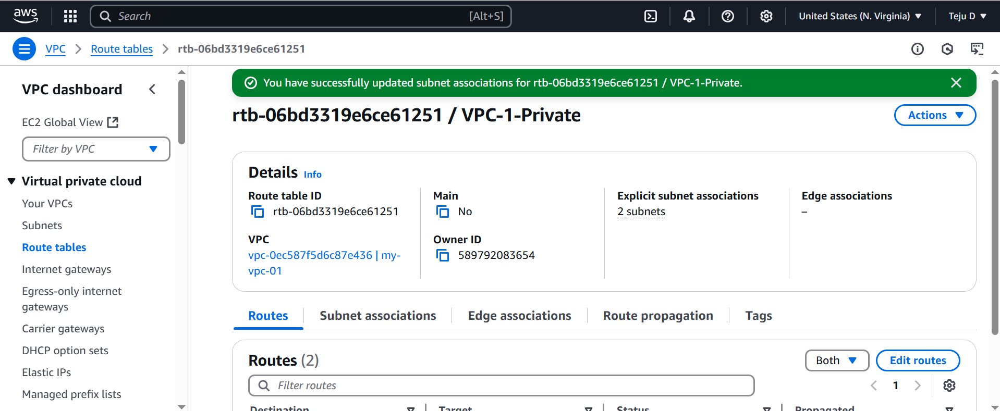 aws
Search
[Alt+S]
United States (N. Virginia)
Teju D
VPC
Route tables
rtb-06bd3319e6ce61251
VPC dashboard
EC2 Global View
Filter by VPC
Virtual private cloud
Your VPCs
Subnets
Route tables
Internet gateways
Egress-only internet
gateways
Carrier gateways
DHCP option sets
Elastic IPs
Managed prefix lists
You have successfully updated subnet associations for rtb-06bd3319e6ce61251 / VPC-1-Private.
rtb-06bd3319e6ce61251 / VPC-1-Private
Actions
Details Info
Route table ID
rtb-06bd3319e6ce61251
Main
No
Explicit subnet associations
2 subnets
Edge associations
–
VPC
vpc-0ec587f5d6c87e436 | my-
vpc-01
Owner ID
589792083654
Routes
Subnet associations
Edge associations
Route propagation
Tags
Routes (2)
Both
Edit routes
Filter routes
1
Destination
Target
Status
Propagated